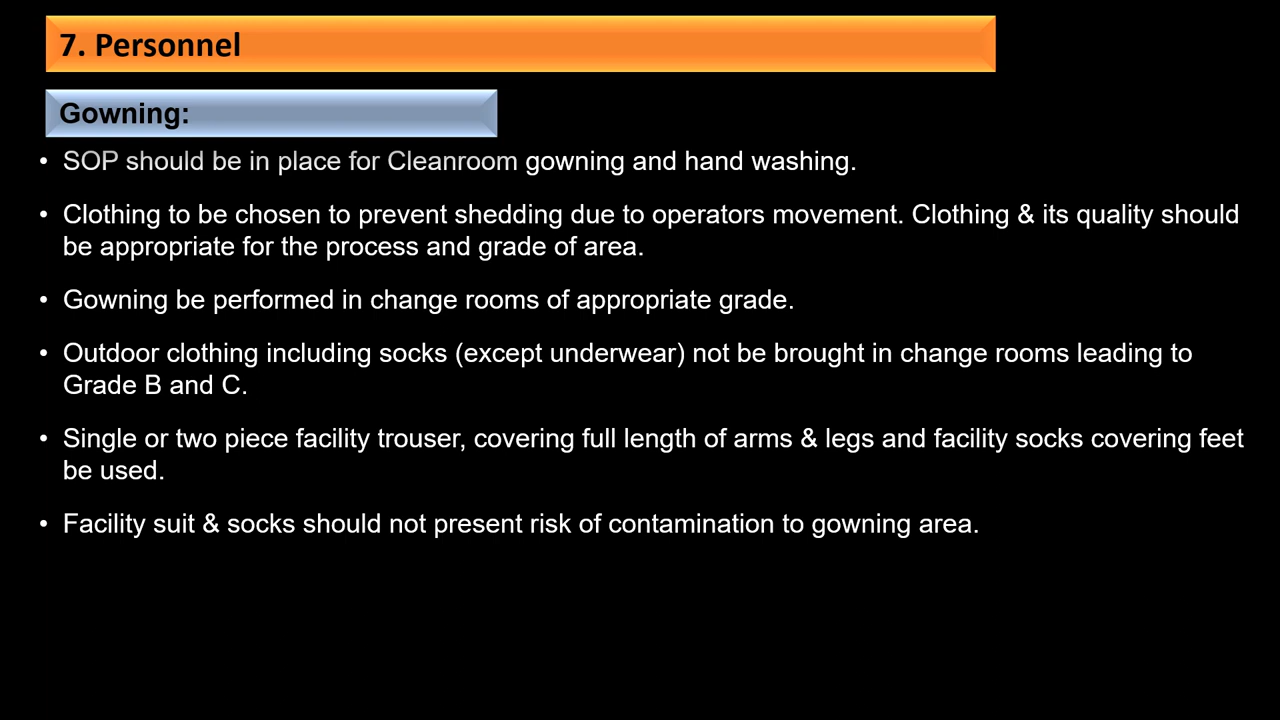 7. Personnel
Gowning:
• SOP should be in place for Cleanroom gowning and hand washing.
• Clothing to be chosen to prevent shedding due to operators movement. Clothing & its quality should
be appropriate for the process and grade of area.
• Gowning be performed in change rooms of appropriate grade.
• Outdoor clothing including socks (except underwear) not be brought in change rooms leading to
Grade B and C.
• Single or two piece facility trouser, covering full length of arms & legs and facility socks covering feet
be used.
• Facility suit & socks should not present risk of contamination to gowning area.